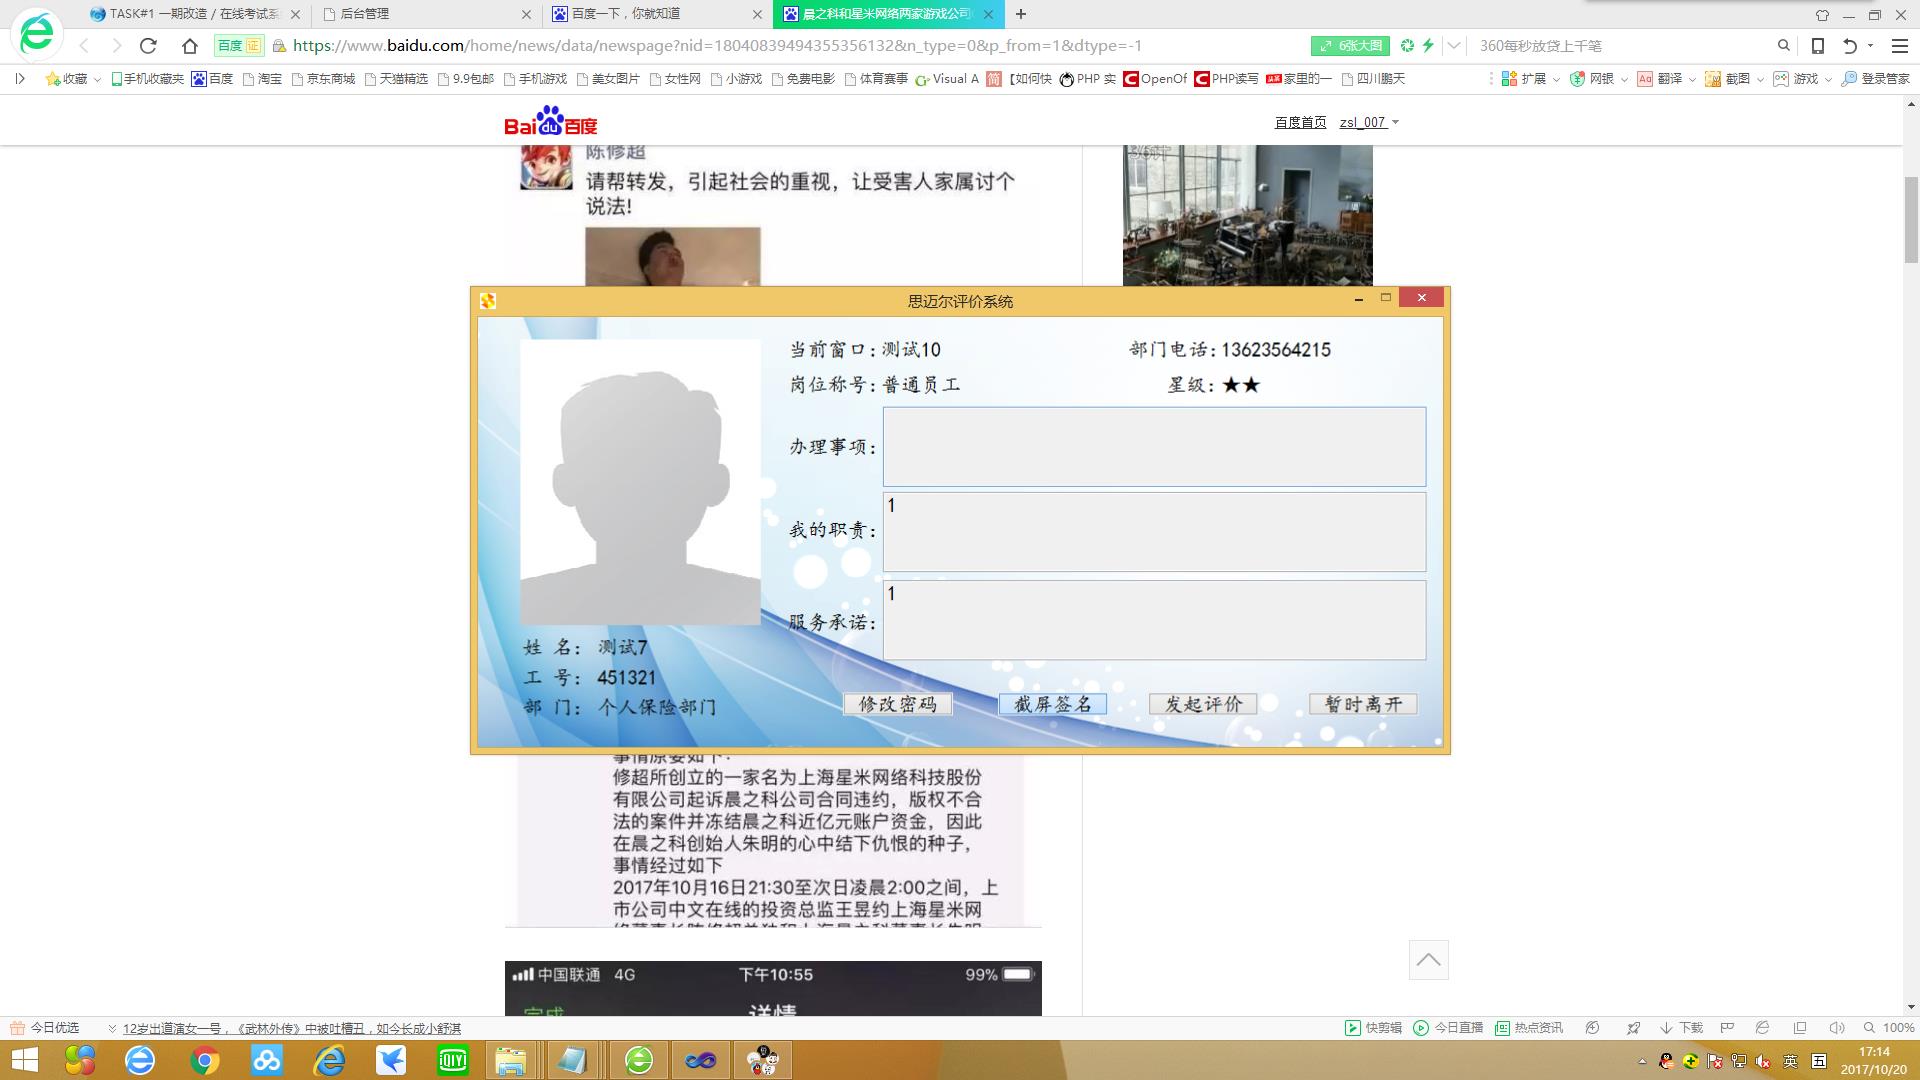 TASK#1 一期改造 / 在线考试系
后台管理
百度一下，你就知道
晨之科和星米网络两家游戏公司
百度 证
https://www.baidu.com/home/news/data/newspage?nid=18040839494355356132&n_type=0&p_from=1&dtype=-1
6张大图
360每秒放贷上千笔
收藏
手机收藏夹
百度
淘宝
京东商城
天猫精选
9.9包邮
手机游戏
美女图片
女性网
小游戏
免费电影
体育赛事
Visual A
【如何快
PHP 实
OpenOf
PHP读写
家里的一
四川鹏天
扩展
网银
翻译
截图
游戏
登录管家
Bai du 百度
百度首页
zsl_007
陈修超
请帮转发，引起社会的重视，让受害人家属讨个
说法!
思迈尔评价系统
当前窗口: 测试10
部门电话: 13623564215
岗位称号: 普通员工
星级: ★★
办理事项:
我的职责:
1
服务承诺:
1
姓 名: 测试7
工 号: 451321
部 门: 个人保险部门
修改密码
截屏签名
发起评价
暂时离开
事情原委如下:
修超所创立的一家名为上海星米网络科技股份
有限公司起诉晨之科公司合同违约，版权不合
法的案件并冻结晨之科近亿元账户资金，因此
在晨之科创始人朱明的心中结下仇恨的种子，
事情经过如下
2017年10月16日21:30至次日凌晨2:00之间，上
市公司中文在线的投资总监王昱约上海星米网
中国联通 4G
下午10:55
99%
完成
详情
今日优选
12岁出道演女一号，《武林外传》中被吐槽丑，如今长成小舒淇
快剪辑
今日直播
热点资讯
下载
100%
英
五
17:14
2017/10/20